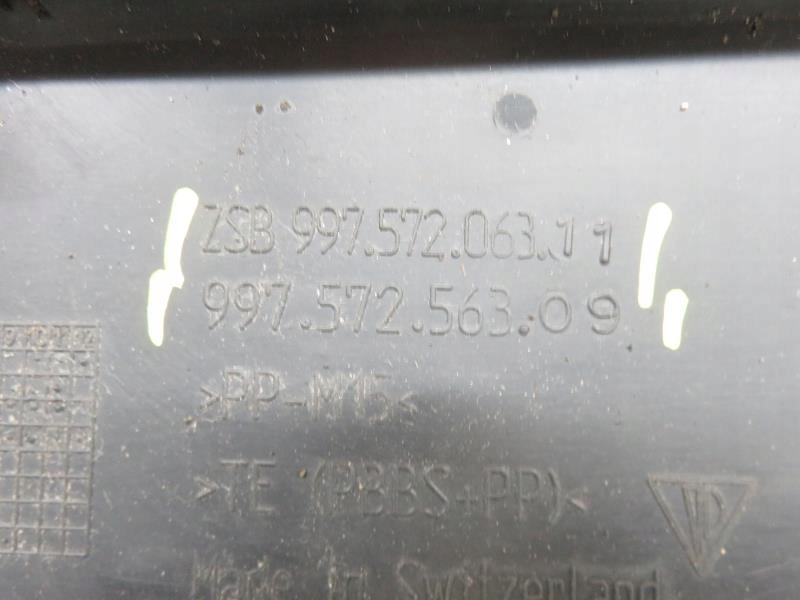 ZSB 997.572.063.11
997.572.563.09
>PP-M15<
>TE (PBBS+PP)<
Made in Switzerland